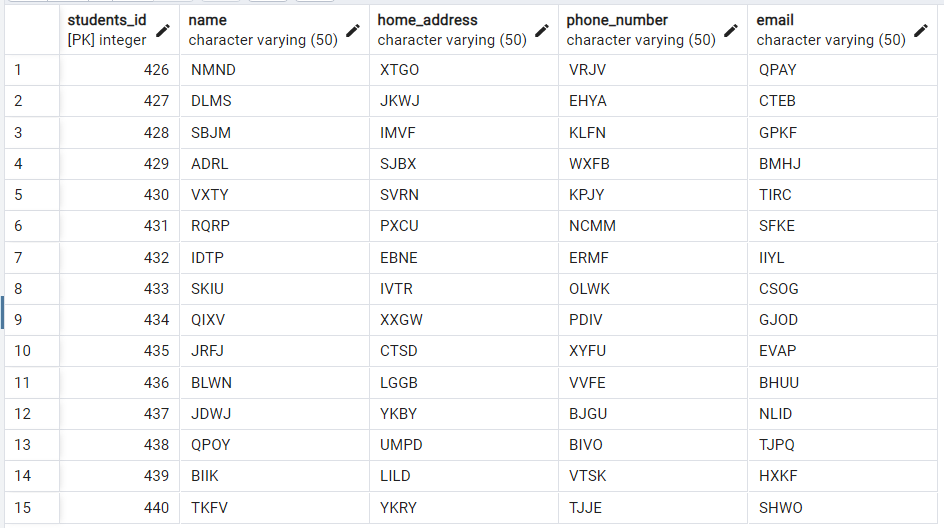 students_id name home_address phone_number email
[PK] integer character varying (50) character varying (50) character varying (50) character varying (50)
1 426 NMND XTGO VRJV QPAY
2 427 DLMS JKWJ EHYA CTEB
3 428 SBJM IMVF KLFN GPKF
4 429 ADRL SJBX WXFB BMHJ
5 430 VXTY SVRN KPJY TIRC
6 431 RQRP PXCU NCMM SFKE
7 432 IDTP EBNE ERMF IIYL
8 433 SKIU IVTR OLWK CSOG
9 434 QIXV XXGW PDIV GJOD
10 435 JRFJ CTSD XYFU EVAP
11 436 BLWN LGGB VVFE BHUU
12 437 JDWJ YKBY BJGU NLID
13 438 QPOY UMPD BIVO TJPQ
14 439 BIIK LILD VTSK HXKF
15 440 TKFV YKRY TJJE SHWO